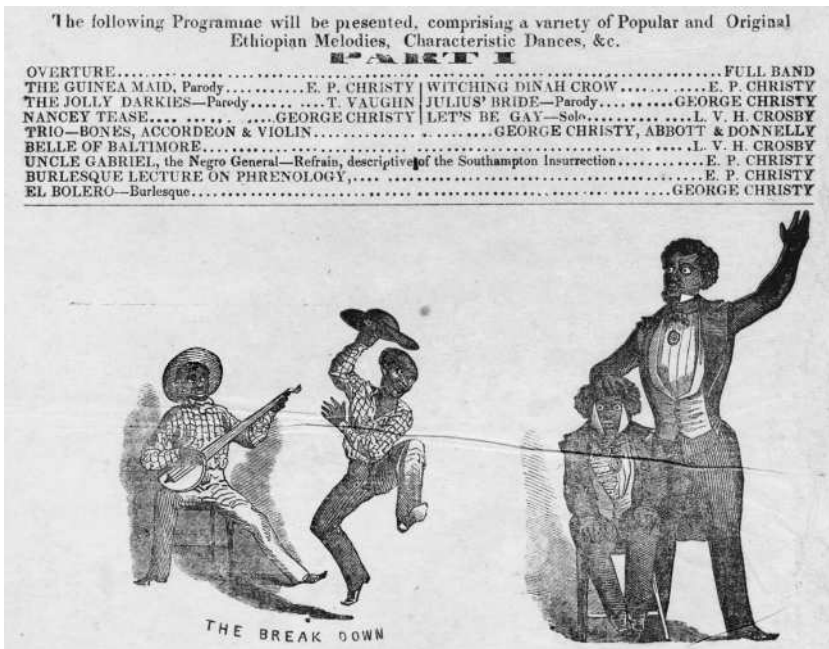 The following Programme will be presented, comprising a variety of Popular and Original
Ethiopian Melodies, Characteristic Dances, &c.
PART I
OVERTURE.......................................................FULL BAND
THE GUINEA MAID, Parody............E. P. CHRISTY | WITCHING DINAH CROW..........E. P. CHRISTY
THE JOLLY DARKIES—Parody......T. VAUGHN | JULIUS' BRIDE—Parody........GEORGE CHRISTY
NANCEY TEASE................GEORGE CHRISTY | LET'S BE GAY—Solo..............L. V. H. CROSBY
TRIO—BONES, ACCORDEON & VIOLIN....................GEORGE CHRISTY, ABBOTT & DONNELLY
BELLE OF BALTIMORE.................................................L. V. H. CROSBY
UNCLE GABRIEL, the Negro General—Refrain, descriptive of the Southampton Insurrection............E. P. CHRISTY
BURLESQUE LECTURE ON PHRENOLOGY,..............................E. P. CHRISTY
EL BOLERO—Burlesque.............................................GEORGE CHRISTY
THE BREAK DOWN